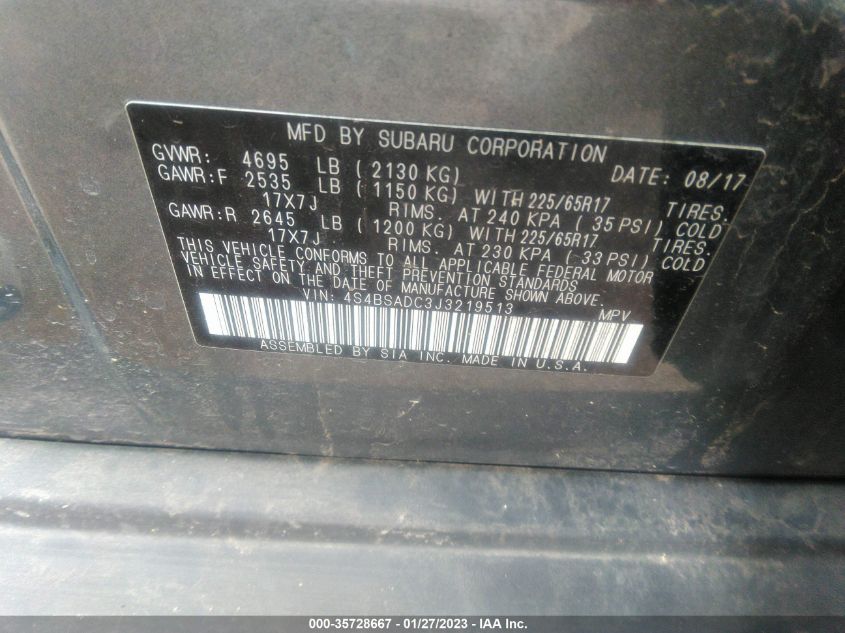 MFD BY SUBARU CORPORATION
GVWR: 4695 LB ( 2130 KG) DATE: 08/17
GAWR:F 2535 LB ( 1150 KG) WITH 225/65R17 TIRES.
17X7J RIMS. AT 240 KPA ( 35 PSI) COLD
GAWR:R 2645 LB ( 1200 KG) WITH 225/65R17 TIRES.
17X7J RIMS. AT 230 KPA ( 33 PSI) COLD
THIS VEHICLE CONFORMS TO ALL APPLICABLE FEDERAL MOTOR
VEHICLE SAFETY AND THEFT PREVENTION STANDARDS
IN EFFECT ON THE DATE OF MANUFACTURE SHOWN ABOVE.
VIN: 4S4BSADC3J3219513 MPV
ASSEMBLED BY SIA INC. MADE IN U.S.A.
000-35728667 - 01/27/2023 - IAA Inc.